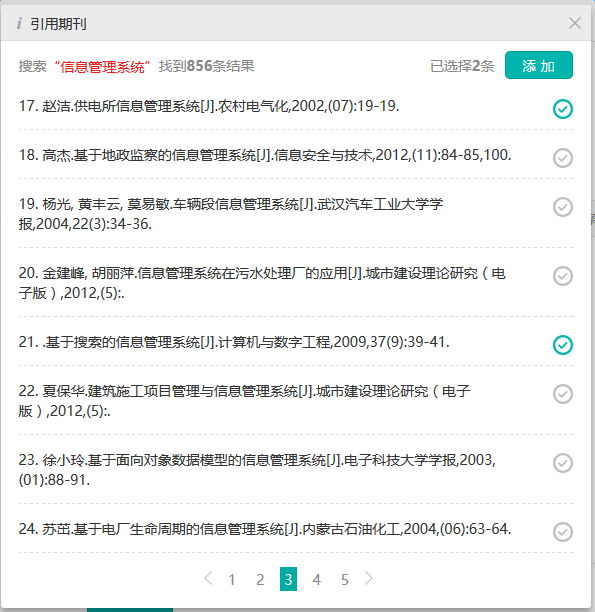 i 引用期刊
搜索“信息管理系统”找到856条结果 已选择2条 添 加
17. 赵洁.供电所信息管理系统[J].农村电气化,2002,(07):19-19.
18. 高杰.基于地政监察的信息管理系统[J].信息安全与技术,2012,(11):84-85,100.
19. 杨光, 黄丰云, 莫易敏.车辆段信息管理系统[J].武汉汽车工业大学学
报,2004,22(3):34-36.
20. 金建峰, 胡丽萍.信息管理系统在污水处理厂的应用[J].城市建设理论研究（电
子版）,2012,(5):.
21. .基于搜索的信息管理系统[J].计算机与数字工程,2009,37(9):39-41.
22. 夏保华.建筑施工项目管理与信息管理系统[J].城市建设理论研究（电子
版）,2012,(5):.
23. 徐小玲.基于面向对象数据模型的信息管理系统[J].电子科技大学学报,2003,
(01):88-91.
24. 苏茁.基于电厂生命周期的信息管理系统[J].内蒙古石油化工,2004,(06):63-64.
1 2 3 4 5